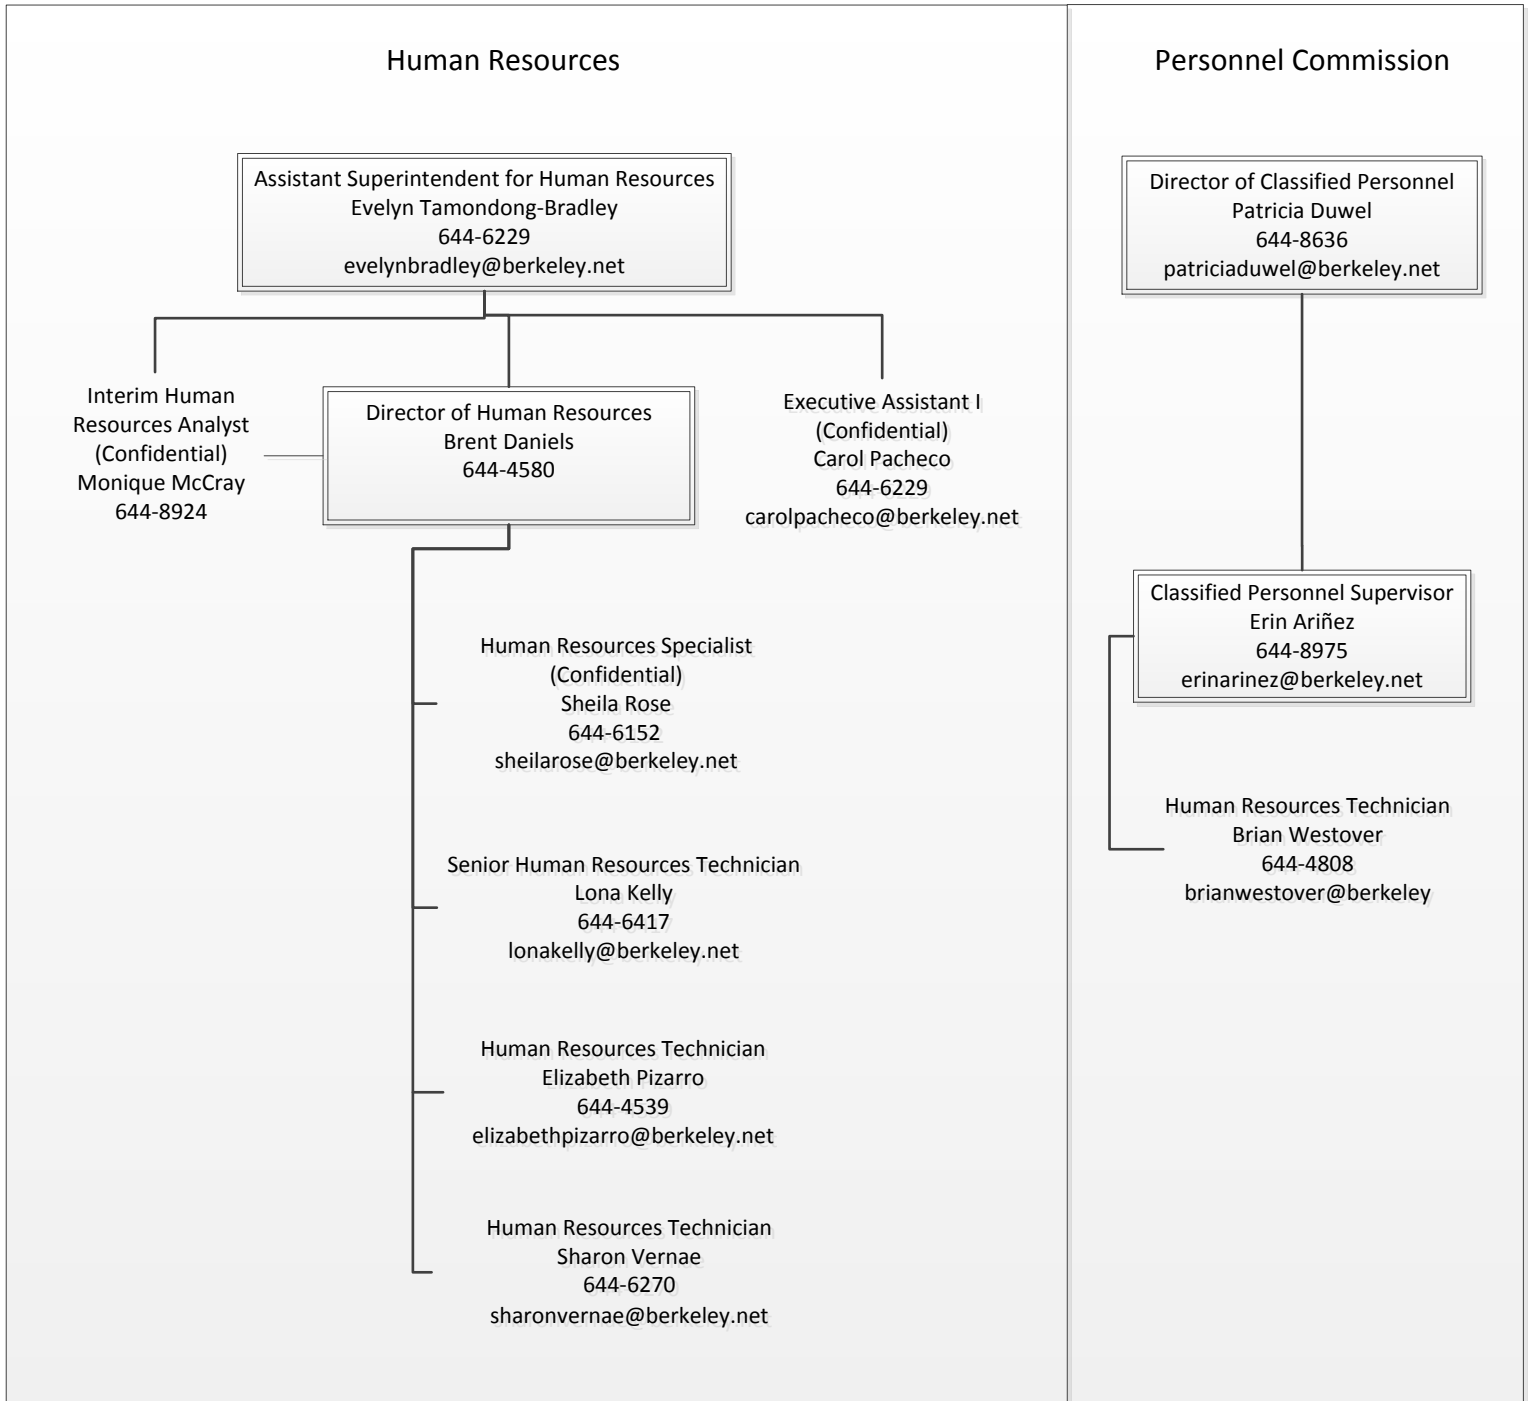 Human Resources
Assistant Superintendent for Human Resources
Evelyn Tamondong-Bradley
644-6229
evelynbradley@berkeley.net
Interim Human
Resources Analyst
(Confidential)
Monique McCray
644-8924
Director of Human Resources
Brent Daniels
644-4580
Executive Assistant I
(Confidential)
Carol Pacheco
644-6229
carolpacheco@berkeley.net
Human Resources Specialist
(Confidential)
Sheila Rose
644-6152
sheilarose@berkeley.net
Senior Human Resources Technician
Lona Kelly
644-6417
lonakelly@berkeley.net
Human Resources Technician
Elizabeth Pizarro
644-4539
elizabethpizarro@berkeley.net
Human Resources Technician
Sharon Vernae
644-6270
sharonvernae@berkeley.net
Personnel Commission
Director of Classified Personnel
Patricia Duwel
644-8636
patriciaduwel@berkeley.net
Classified Personnel Supervisor
Erin Ariñez
644-8975
erinarinez@berkeley.net
Human Resources Technician
Brian Westover
644-4808
brianwestover@berkeley